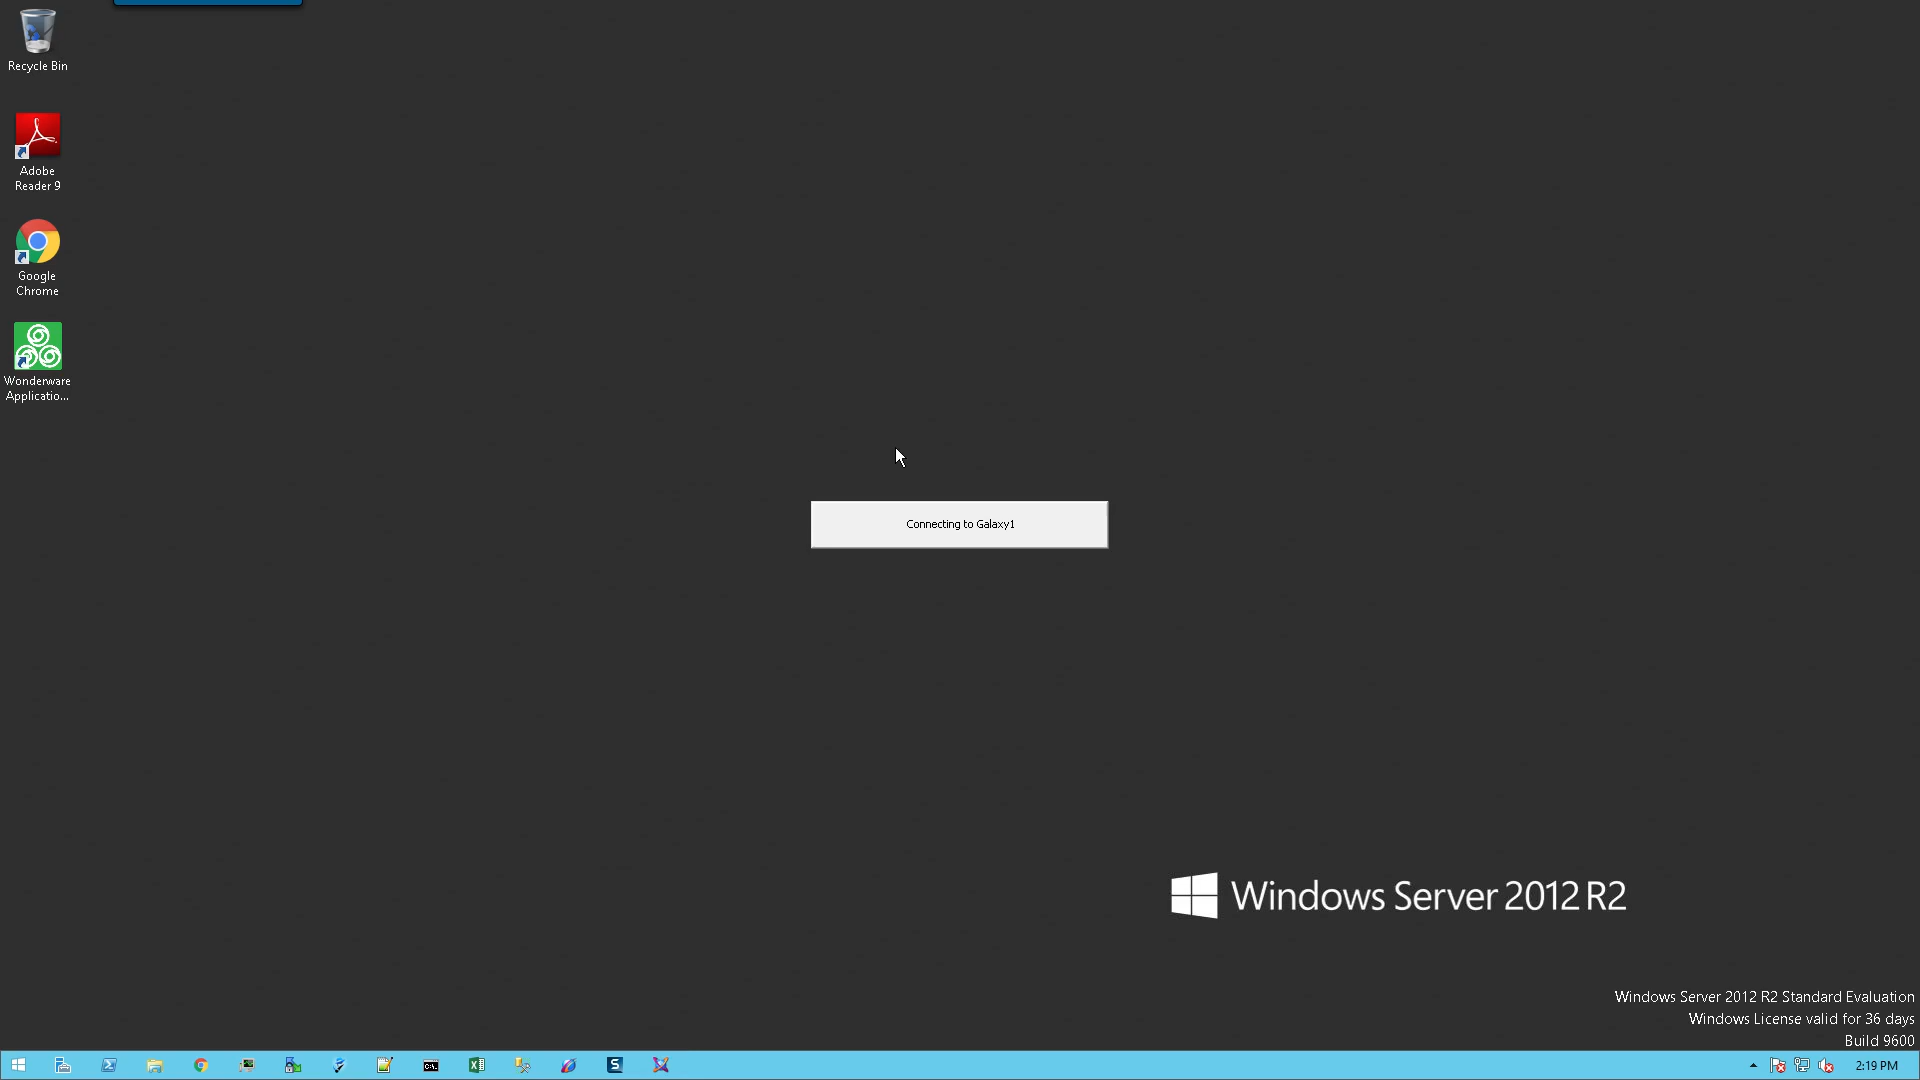 Recycle Bin
Adobe
Reader 9
Google
Chrome
Wonderware
Applicatio...
Connecting to Galaxy1
Windows Server 2012 R2
Windows Server 2012 R2 Standard Evaluation
Windows License valid for 36 days
Build 9600
C:\.
S
2:19 PM